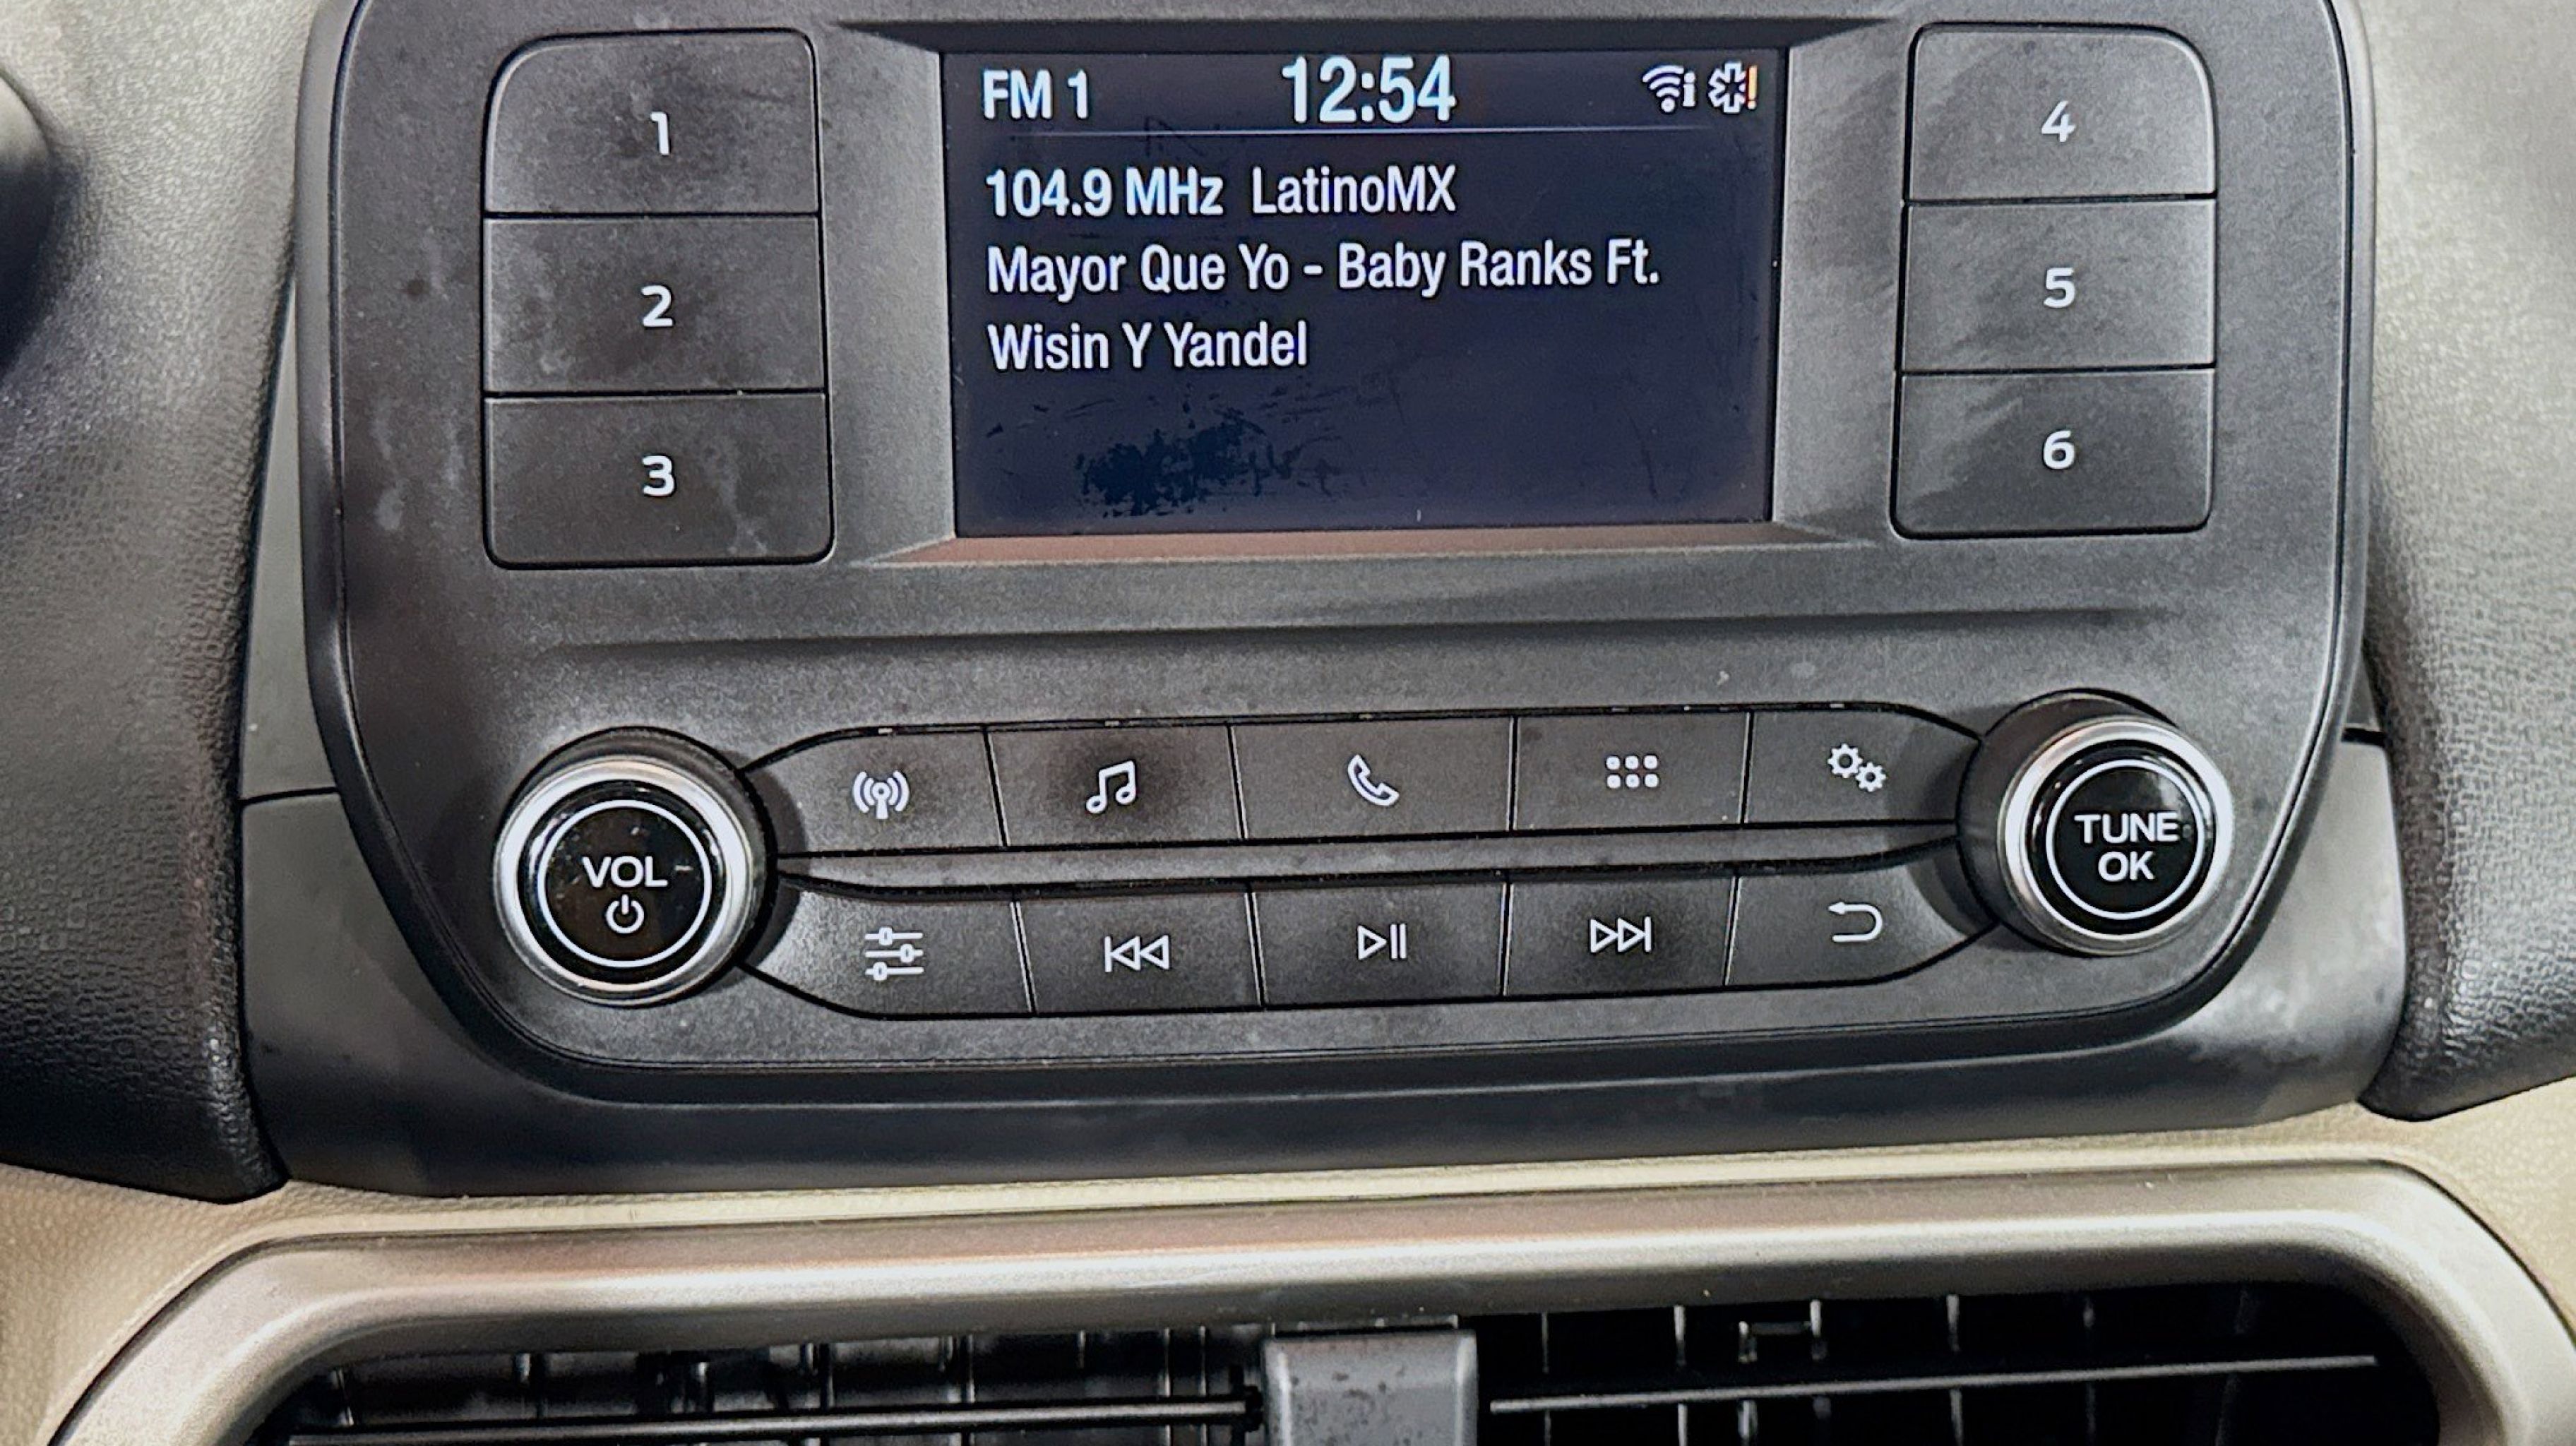 FM 1 12:54
104.9 MHz LatinoMX
Mayor Que Yo - Baby Ranks Ft.
Wisin Y Yandel
1
2
3
4
5
6
VOL
TUNE
OK